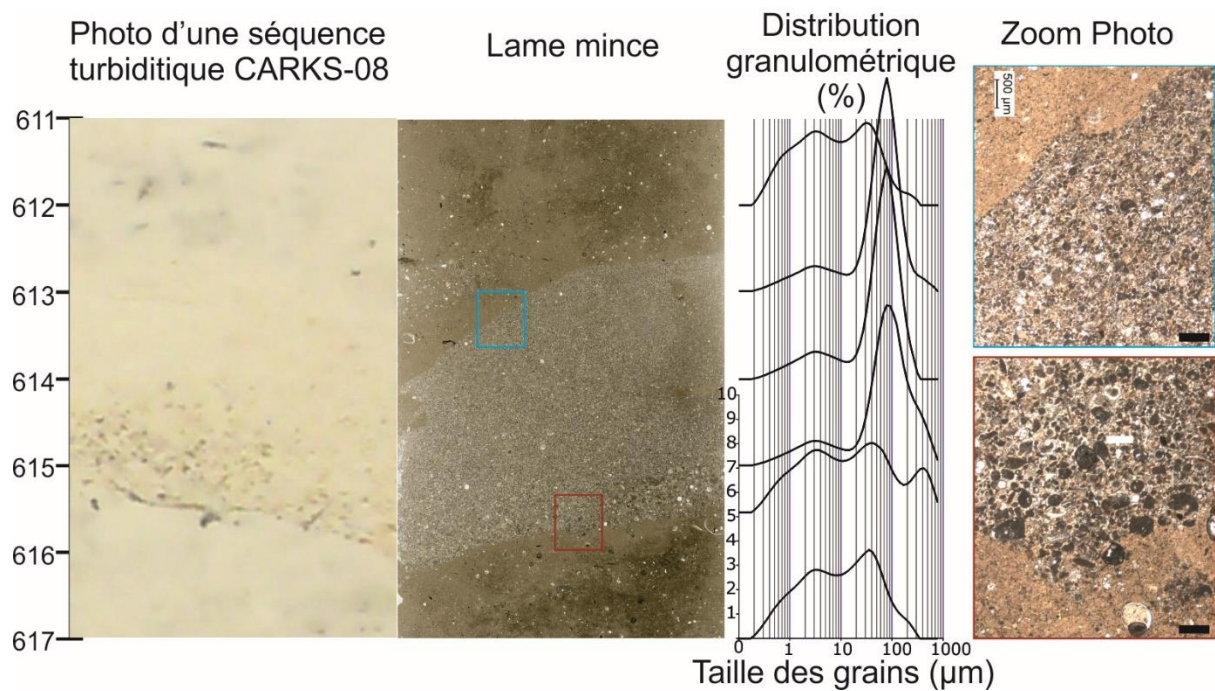 Photo d'une séquence
turbiditique CARKS-08
Lame mince
Distribution
granulométrique
(%)
Zoom Photo
611
612
613
614
615
616
617
10
9
8
7
6
5
4
3
2
1
0
1
10
100
1000
Taille des grains (µm)
500 µm